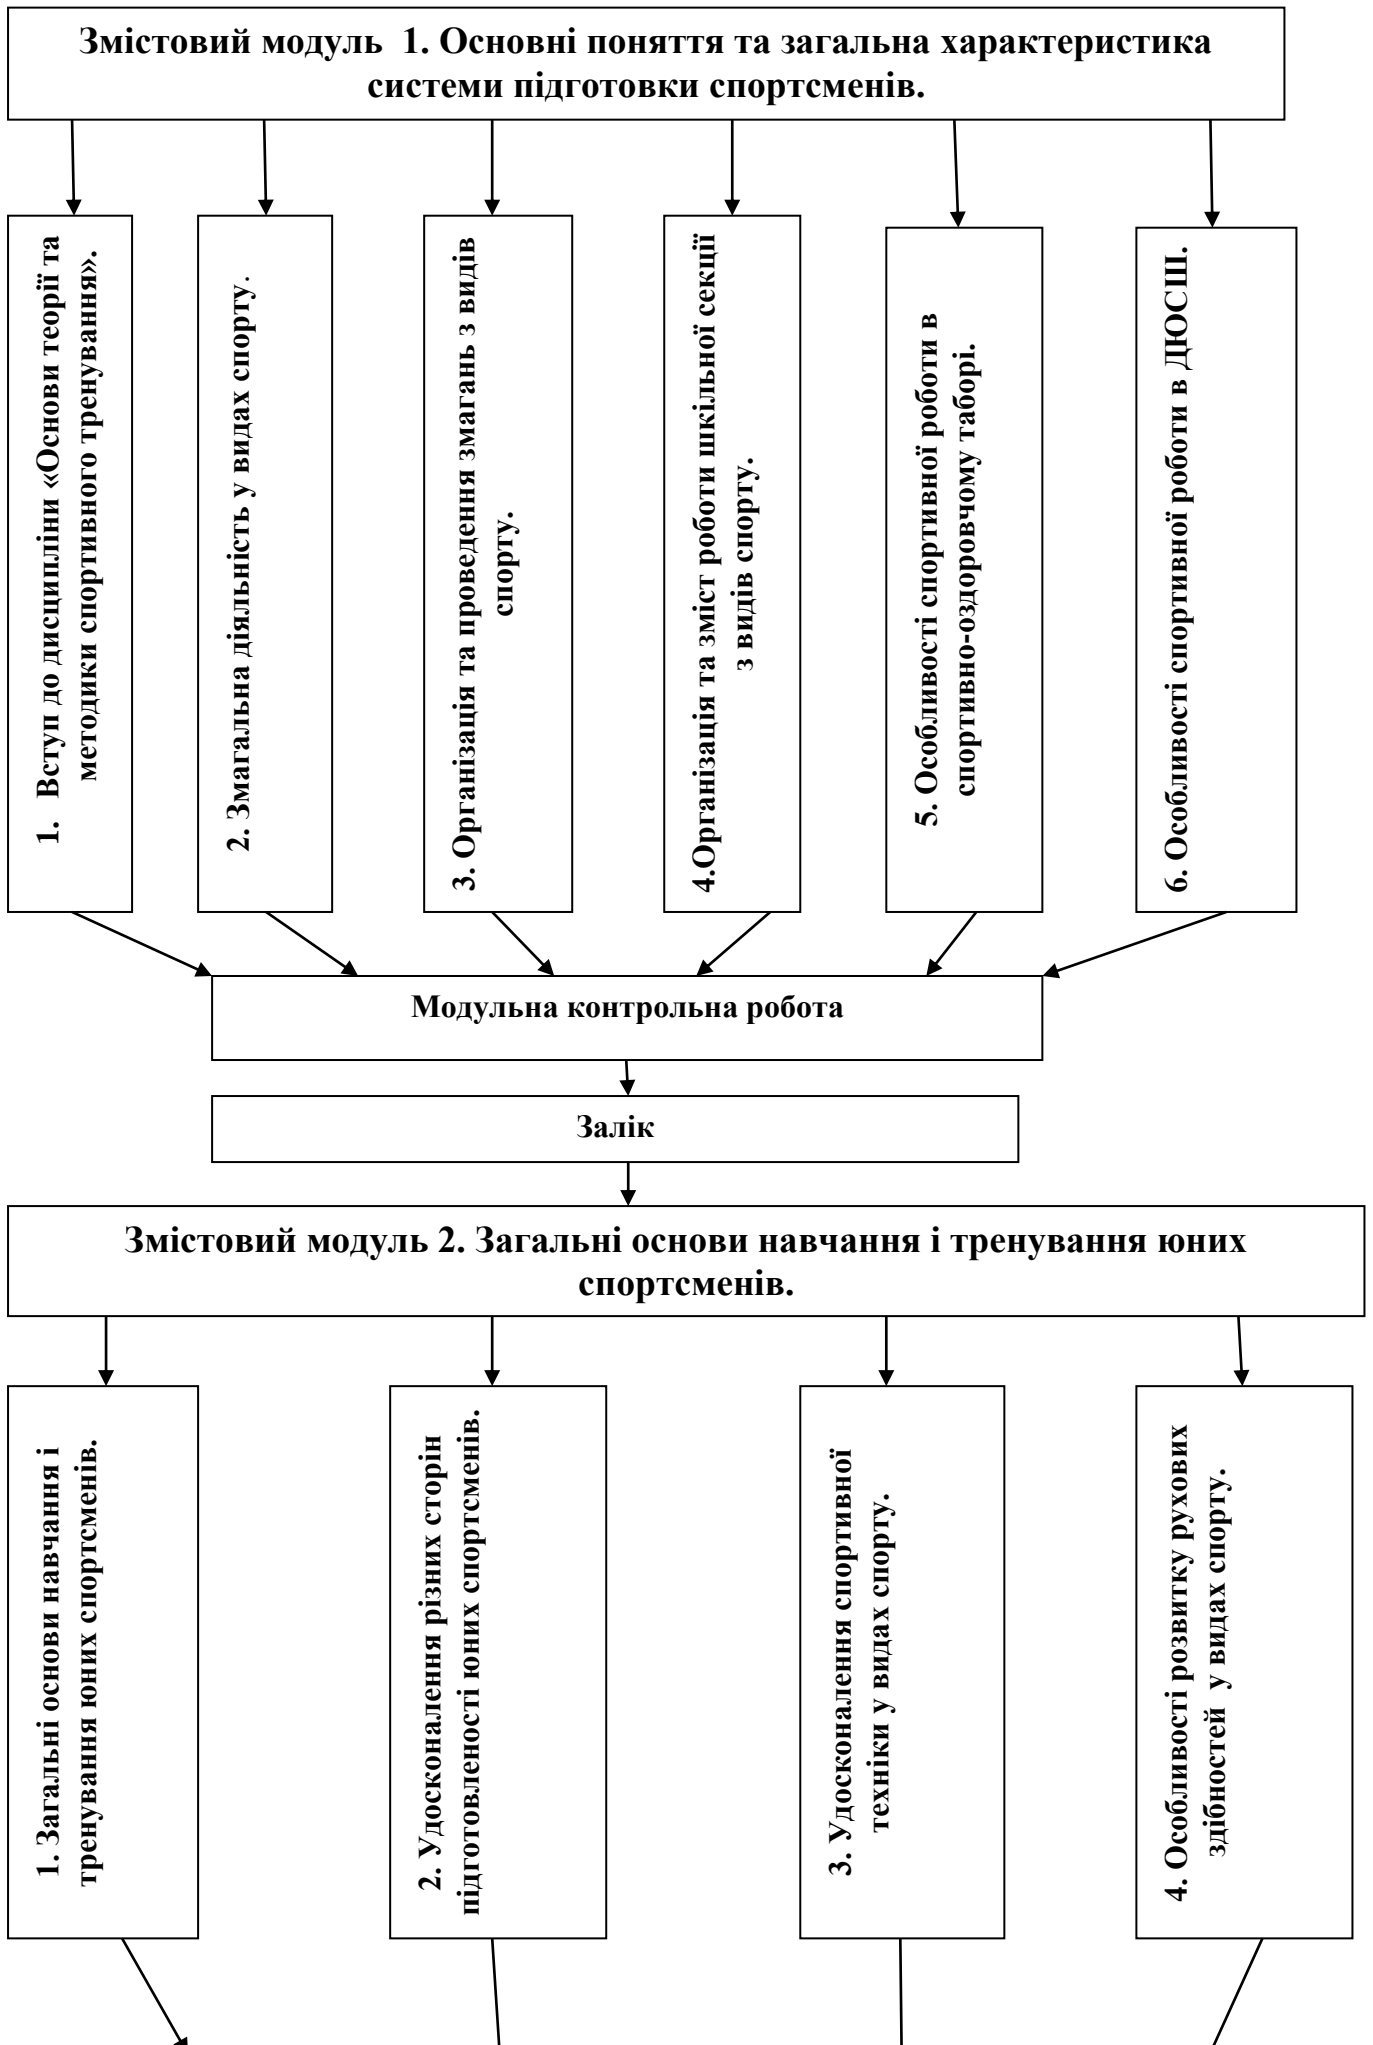 Змістовий модуль  1. Основні поняття та загальна характеристика
системи підготовки спортсменів.
1.  Вступ до дисципліни «Основи теорії та
методики спортивного тренування».
2. Змагальна діяльність у видах спорту.
3. Організація та проведення змагань з видів
спорту.
4.Організація та зміст роботи шкільної секції
з видів спорту.
5. Особливості спортивної роботи в
спортивно-оздоровчому таборі.
6. Особливості спортивної роботи в ДЮСШ.
Модульна контрольна робота
Залік
Змістовий модуль 2. Загальні основи навчання і тренування юних
спортсменів.
1. Загальні основи навчання і
тренування юних спортсменів.
2. Удосконалення різних сторін
підготовленості юних спортсменів.
3. Удосконалення спортивної
техніки у видах спорту.
4. Особливості розвитку рухових
здібностей  у видах спорту.